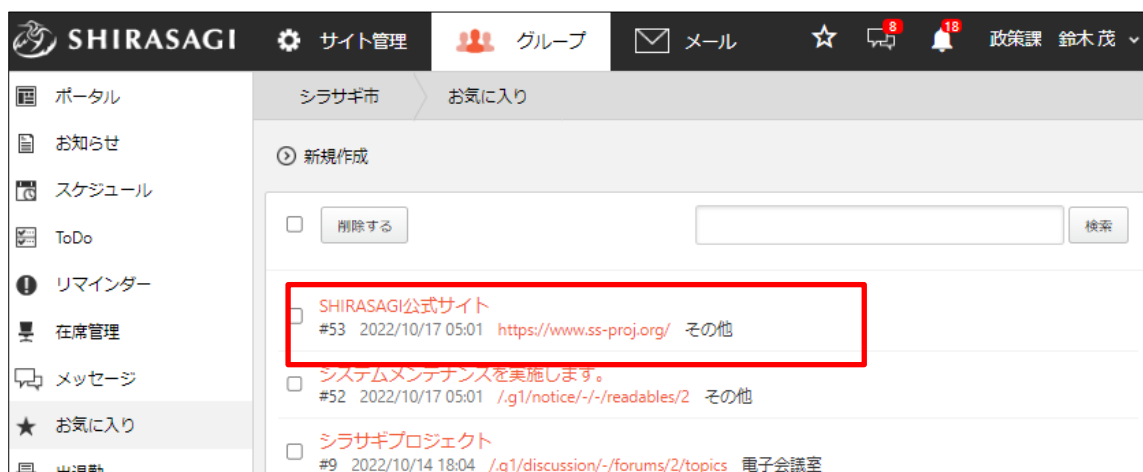 SHIRASAGI サイト管理 グループ メール 8 18 政策課 鈴木 茂
ポータル
お知らせ
スケジュール
ToDo
リマインダー
在席管理
メッセージ
お気に入り
出退勤
シラサギ市 お気に入り
新規作成
削除する 検索
SHIRASAGI公式サイト
#53 2022/10/17 05:01 https://www.ss-proj.org/ その他
システムメンテナンスを実施します。
#52 2022/10/17 05:01 /.g1/notice/-/-/readables/2 その他
シラサギプロジェクト
#9 2022/10/14 18:04 /.g1/discussion/-/forums/2/topics 電子会議室